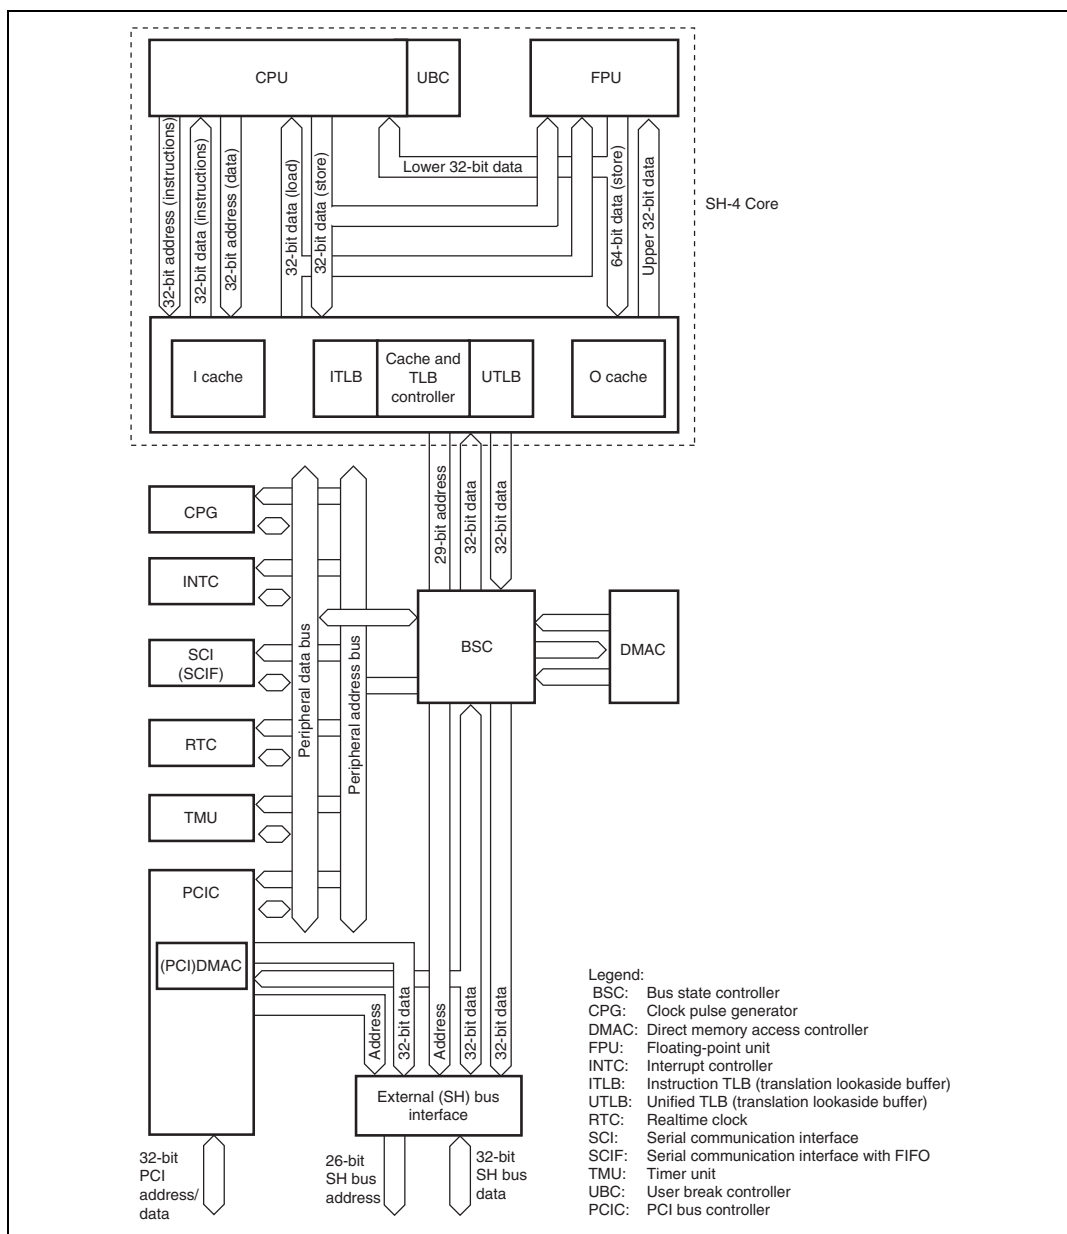 CPU
UBC
FPU
32-bit address (instructions)
32-bit data (instructions)
32-bit address (data)
32-bit data (load)
32-bit data (store)
Lower 32-bit data
64-bit data (store)
Upper 32-bit data
SH-4 Core
I cache
ITLB
Cache and
TLB
controller
UTLB
O cache
29-bit address
32-bit data
32-bit data
CPG
INTC
SCI
(SCIF)
RTC
TMU
PCIC
(PCI)DMAC
Peripheral data bus
Peripheral address bus
BSC
DMAC
Address
32-bit data
Address
32-bit data
32-bit data
External (SH) bus
interface
32-bit
PCI
address/
data
26-bit
SH bus
address
32-bit
SH bus
data
Legend:
BSC: Bus state controller
CPG: Clock pulse generator
DMAC: Direct memory access controller
FPU: Floating-point unit
INTC: Interrupt controller
ITLB: Instruction TLB (translation lookaside buffer)
UTLB: Unified TLB (translation lookaside buffer)
RTC: Realtime clock
SCI: Serial communication interface
SCIF: Serial communication interface with FIFO
TMU: Timer unit
UBC: User break controller
PCIC: PCI bus controller